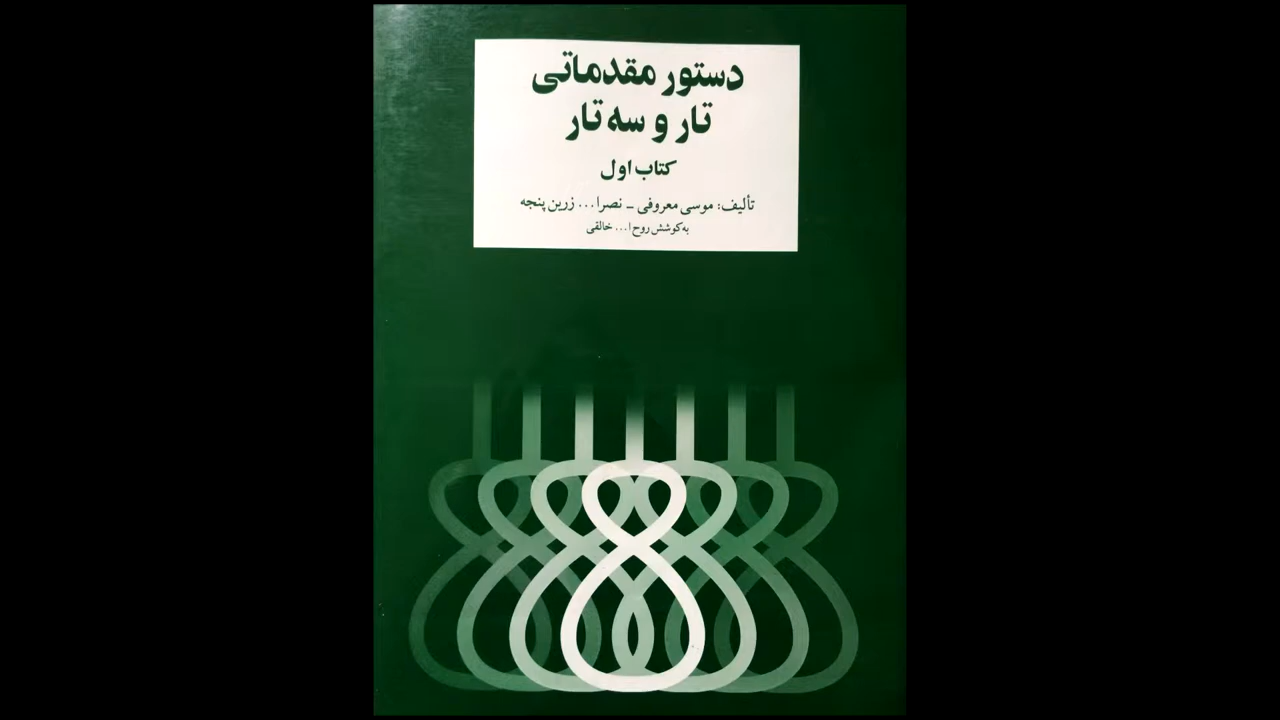 دستور مقدماتی
تار و سه تار
کتاب اول
تألیف: موسی معروفی ـ نصرا... زرین پنجه
به کوشش روح ا... خالقی